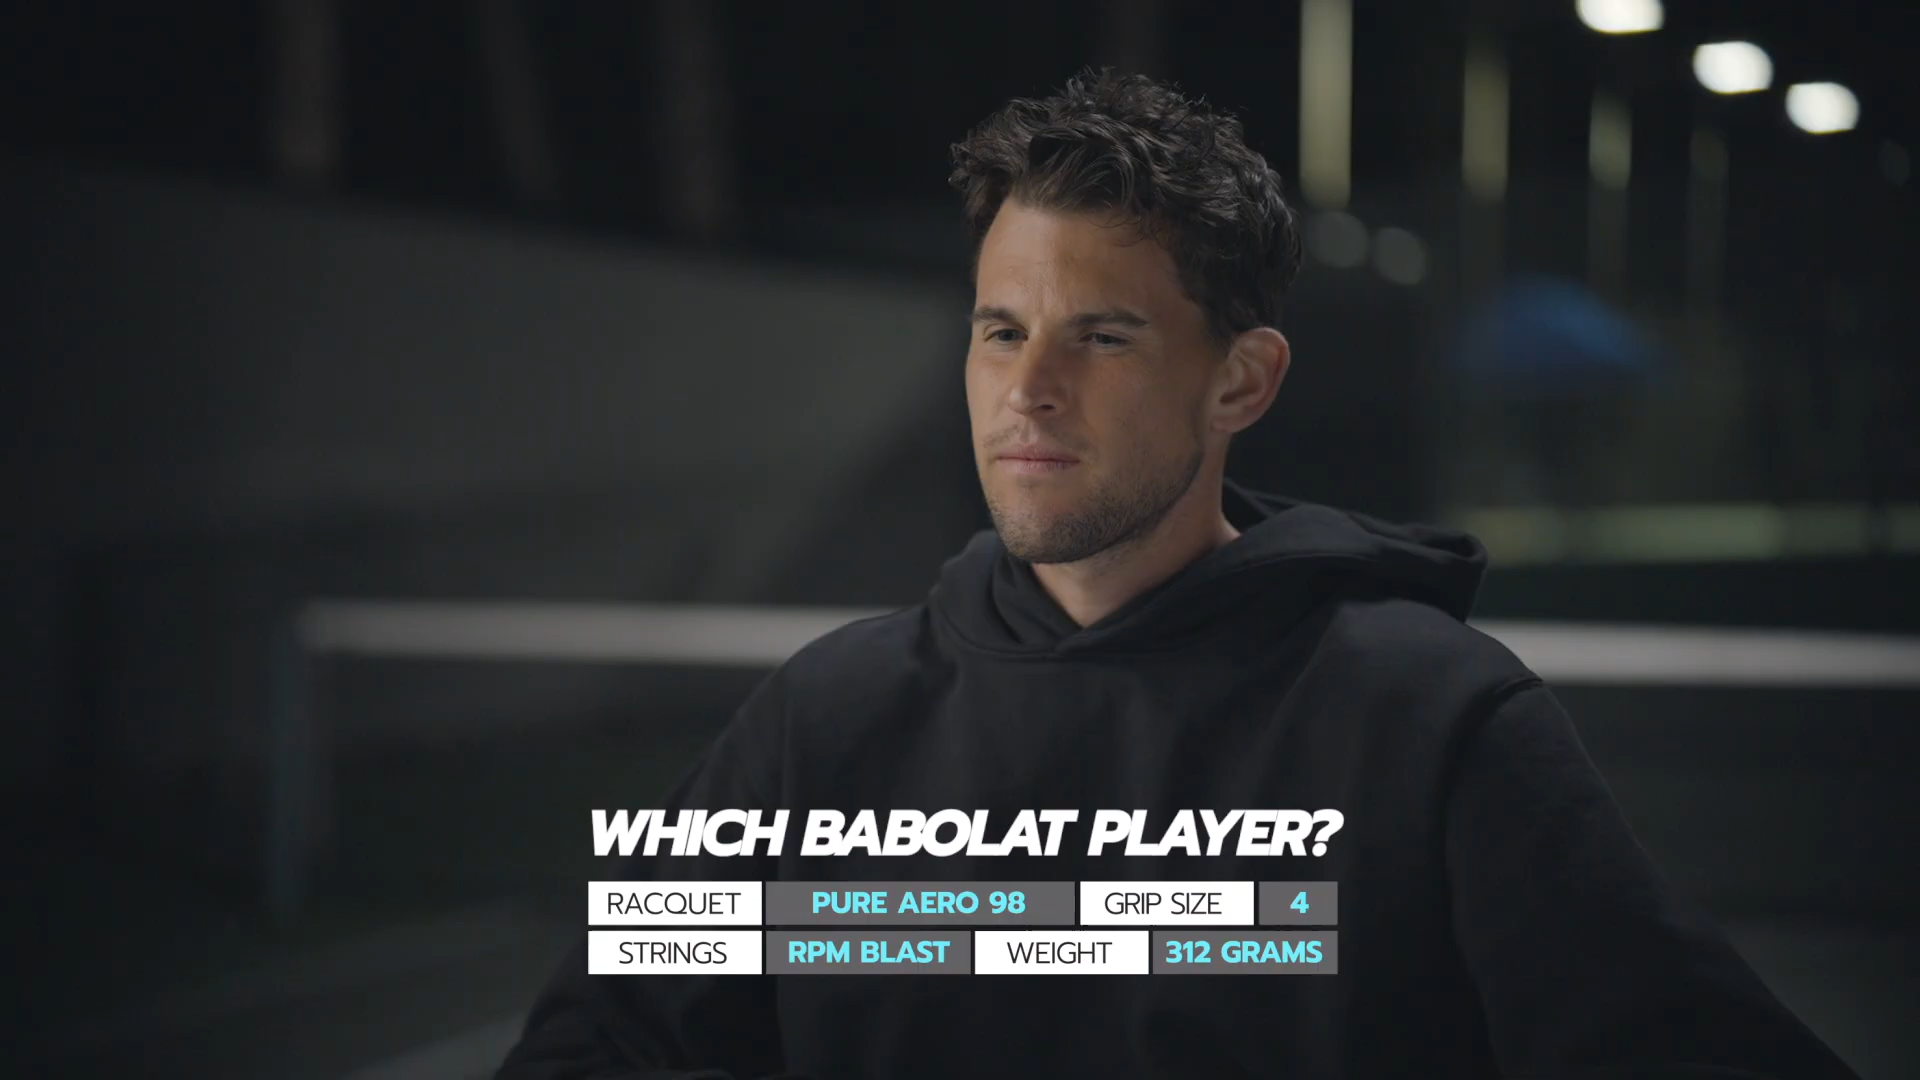 WHICH BABOLAT PLAYER?
RACQUET PURE AERO 98 GRIP SIZE 4
STRINGS RPM BLAST WEIGHT 312 GRAMS